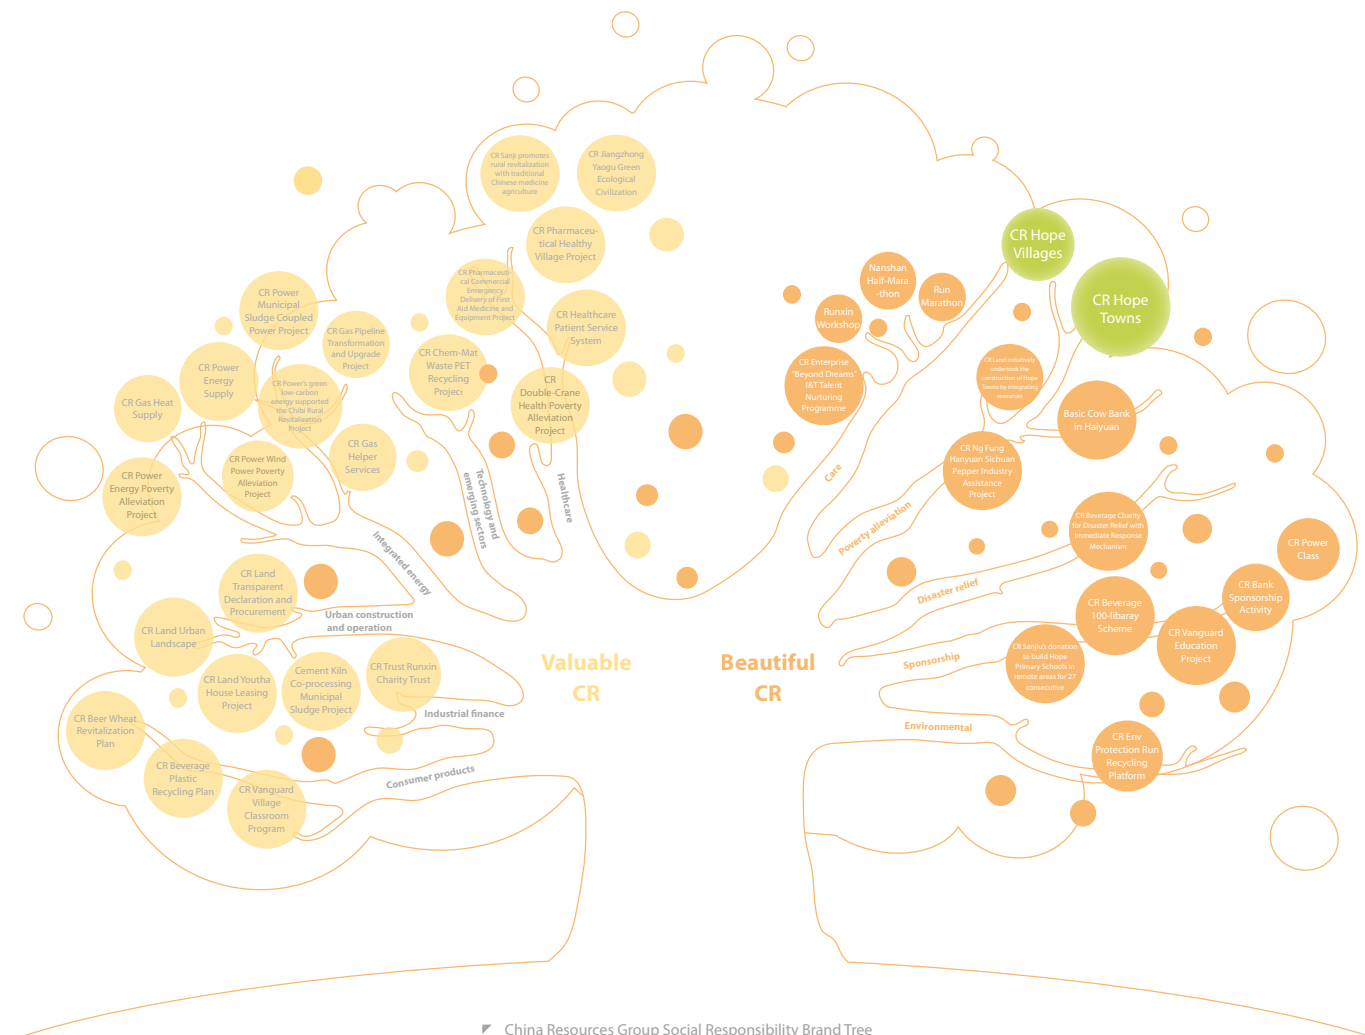 CR Sanji promotes
rural revitalization
with traditional
Chinese medicine
agriculture
CR Jiangzhong
Yaogu Green
Ecological
Civilization
CR Pharmaceu-
tical Healthy
Village Project
CR Pharmaceuti-
cal Commercial
Emergency
Delivery of First
Aid Medicine and
Equipment Project
CR Healthcare
Patient Service
System
CR Power
Municipal
Sludge Coupled
Power Project
CR Gas Pipeline
Transformation
and Upgrade
Project
CR Chem-Mat
Waste PET
Recycling
Project
CR
Double-Crane
Health Poverty
Alleviation
Project
CR Power
Energy
Supply
CR Power's green
low-carbon
energy supported
the Chibi Rural
Revitalization
Project
CR Gas Heat
Supply
CR Gas
Helper
Services
CR Power Wind
Power Poverty
Alleviation
Project
CR Power
Energy Poverty
Alleviation
Project
Healthcare
Technology and
emerging sectors
Integrated energy
CR Land
Transparent
Declaration and
Procurement
Urban construction
and operation
CR Land Urban
Landscape
CR Land Youtha
House Leasing
Project
Cement Kiln
Co-processing
Municipal
Sludge Project
CR Trust Runxin
Charity Trust
Industrial finance
CR Beer Wheat
Revitalization
Plan
CR Beverage
Plastic
Recycling Plan
CR Vanguard
Village
Classroom
Program
Consumer products
Valuable
CR
Beautiful
CR
CR Hope
Villages
CR Hope
Towns
Nanshan
Half-Mara
-thon
Run
Marathon
Runxin
Workshop
CR Enterprise
"Beyond Dreams"
I&T Talent
Nurturing
Programme
Care
CR Land initiatively
undertook the
construction of Hope
Towns by integrating
resources
Basic Cow Bank
in Haiyuan
CR Ng Fung
Hanyuan Sichuan
Pepper Industry
Assistance
Project
Poverty alleviation
CR Beverage Charity
for Disaster Relief with
Immediate Response
Mechanism
Disaster relief
CR Power
Class
CR Bank
Sponsorship
Activity
CR Beverage
100-libaray
Scheme
CR Vanguard
Education
Project
CR Sanjiu's donation
to build Hope
Primary Schools in
remote areas for 27
consecutive
Sponsorship
Environmental
CR Env
Protection Run
Recycling
Platform
China Resources Group Social Responsibility Brand Tree